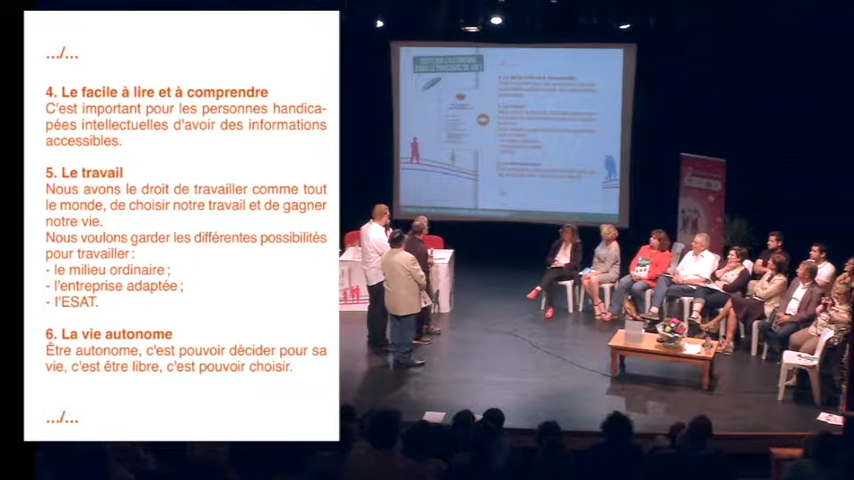 .../...
4. Le facile à lire et à comprendre
C'est important pour les personnes handica-
pées intellectuelles d'avoir des informations
accessibles.
5. Le travail
Nous avons le droit de travailler comme tout
le monde, de choisir notre travail et de gagner
notre vie.
Nous voulons garder les différentes possibilités
pour travailler :
- le milieu ordinaire ;
- l'entreprise adaptée ;
- l'ESAT.
6. La vie autonome
Être autonome, c'est pouvoir décider pour sa
vie, c'est être libre, c'est pouvoir choisir.
.../...